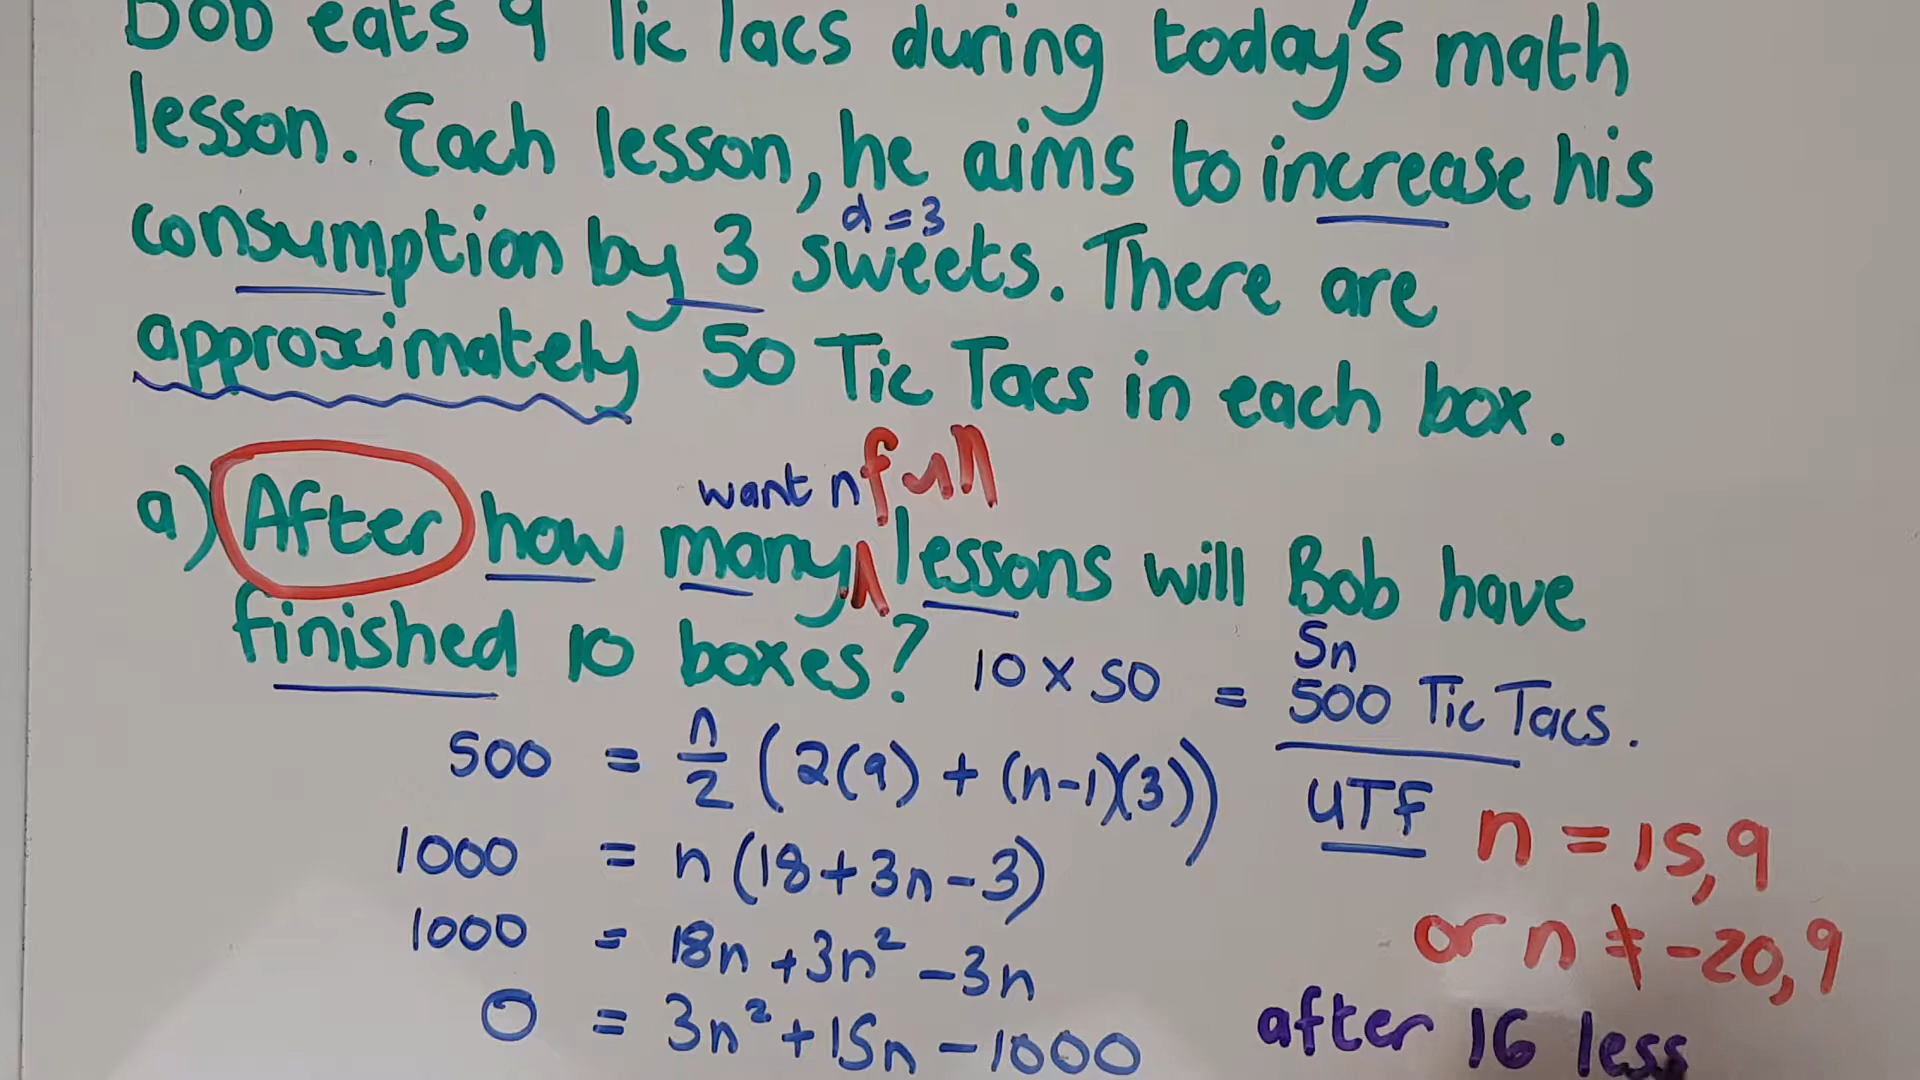 Bob eats 9 Tic Tacs during today's math
lesson. Each lesson, he aims to increase his
d = 3
consumption by 3 sweets. There are
approximately 50 Tic Tacs in each box.
want n full
a) After how many lessons will Bob have
finished 10 boxes? 10 × 50 = 500 Tic Tacs.
Sn
500 = n/2 (2(9) + (n-1)(3))
UTF
1000 = n(18+3n-3)
n = 15,9
1000 = 18n + 3n² - 3n
or n ≠ -20,9
0 = 3n² + 15n - 1000
after 16 less